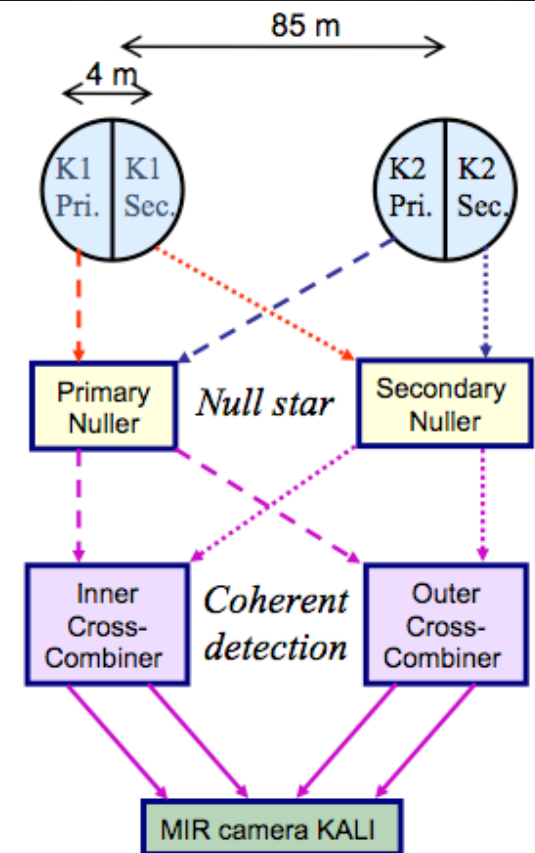 85 m
4 m
K1 K1 K2 K2
Pri. Sec. Pri. Sec.
Primary
Nuller
Null star
Secondary
Nuller
Inner
Cross-
Combiner
Coherent
detection
Outer
Cross-
Combiner
MIR camera KALI